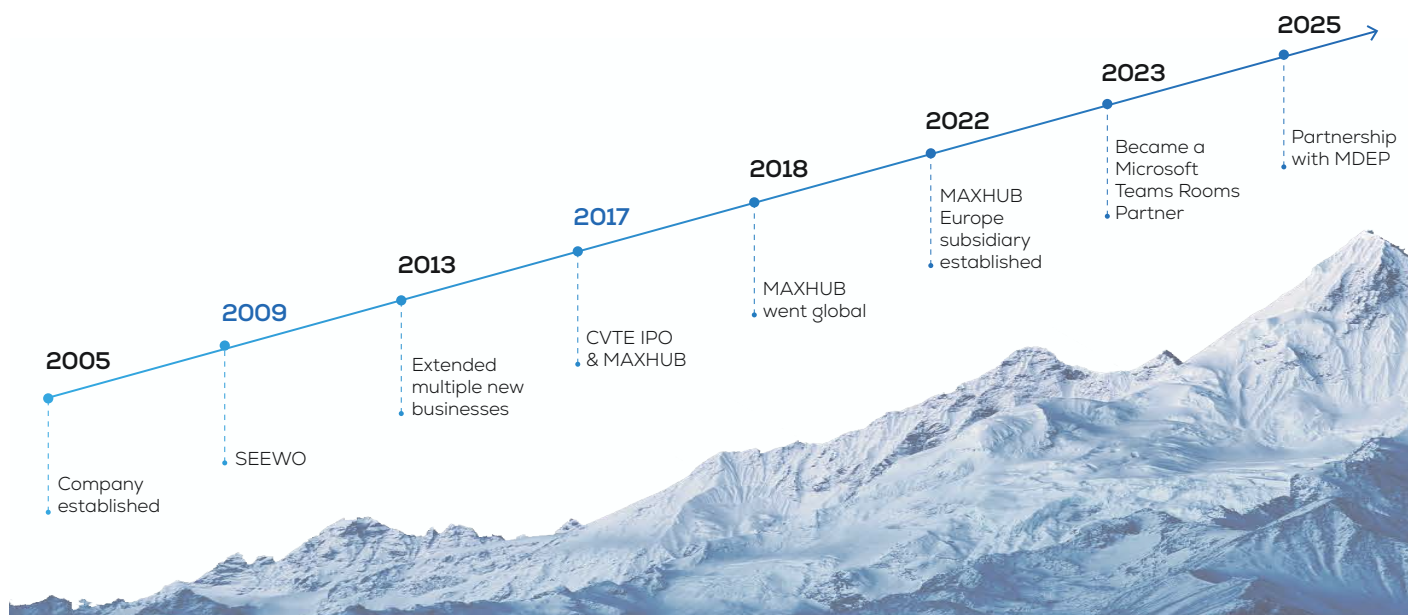 2005
Company
established
2009
SEEWO
2013
Extended
multiple new
businesses
2017
CVTE IPO
& MAXHUB
2018
MAXHUB
went global
2022
MAXHUB
Europe
subsidiary
established
2023
Became a
Microsoft
Teams Rooms
Partner
2025
Partnership
with MDEP